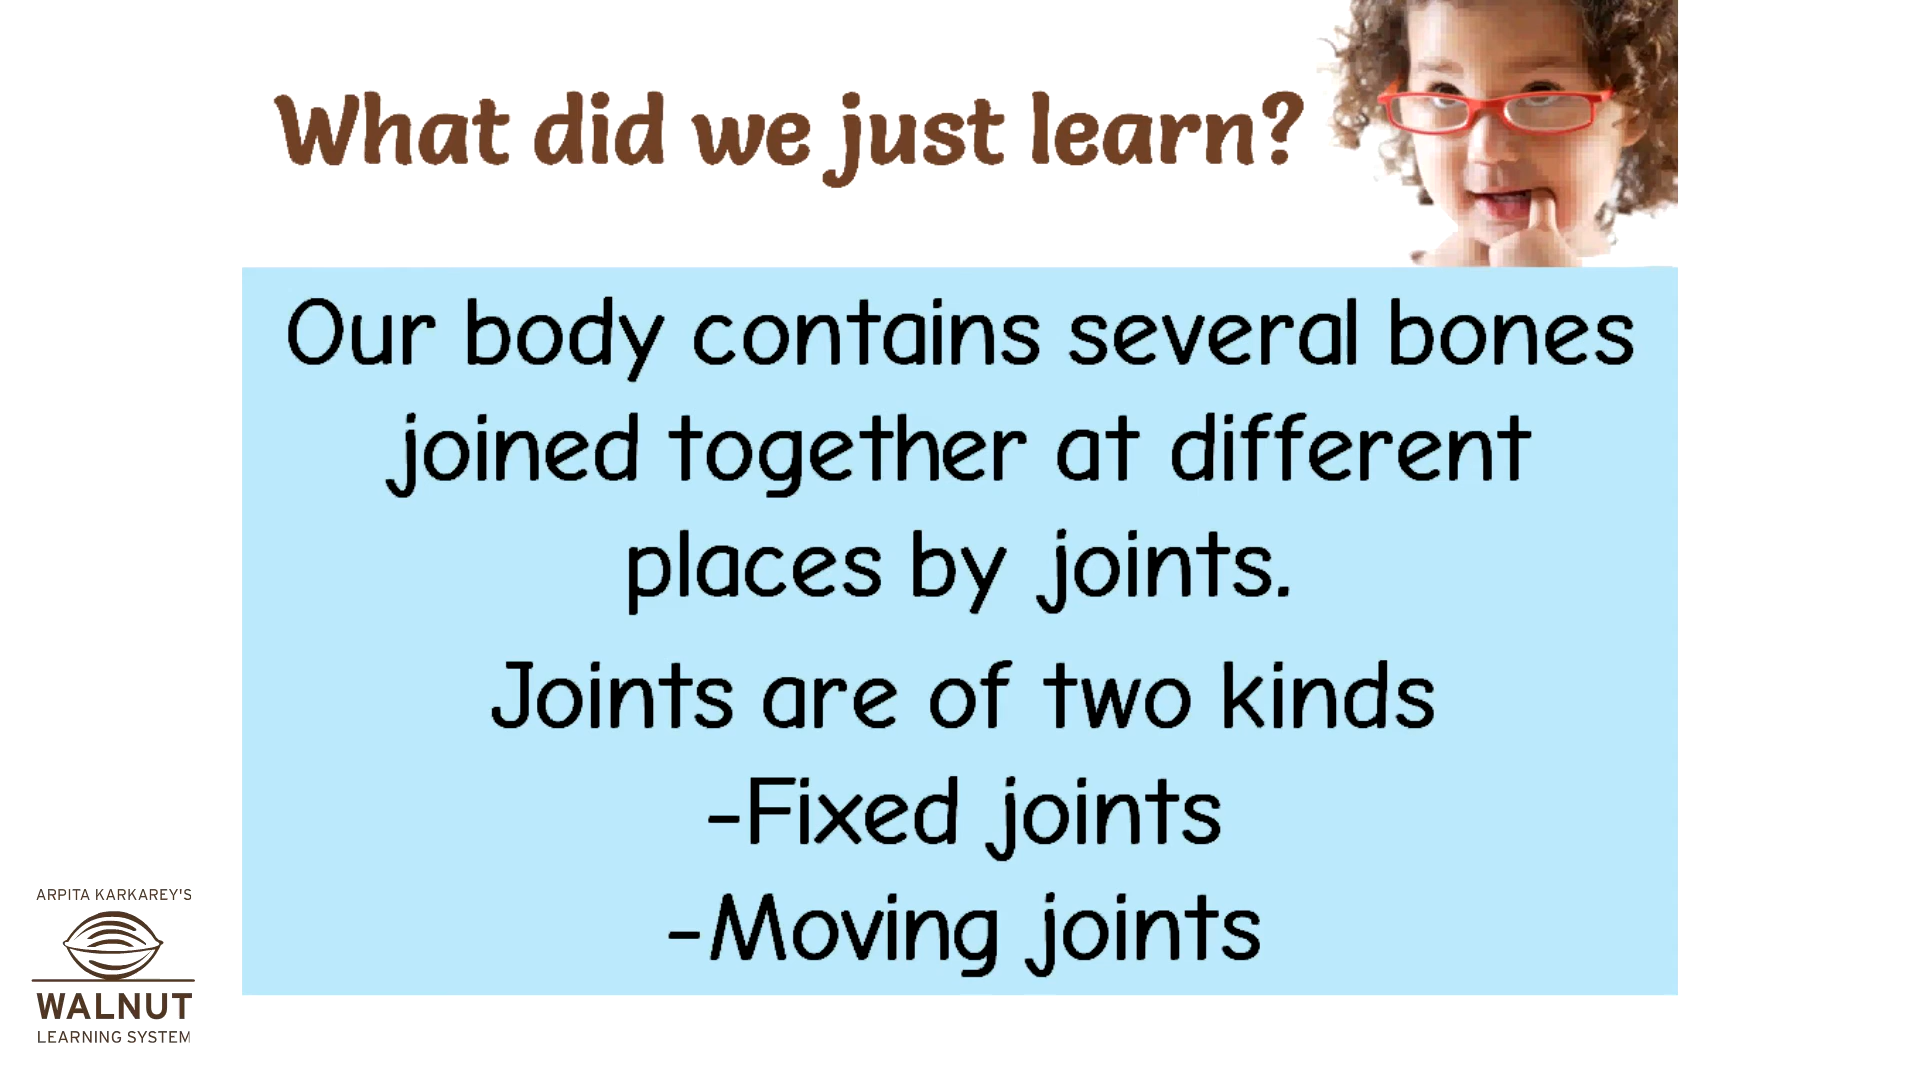 What did we just learn?
Our body contains several bones
joined together at different
places by joints.
Joints are of two kinds
-Fixed joints
-Moving joints
ARPITA KARKAREY'S
WALNUT
LEARNING SYSTEM